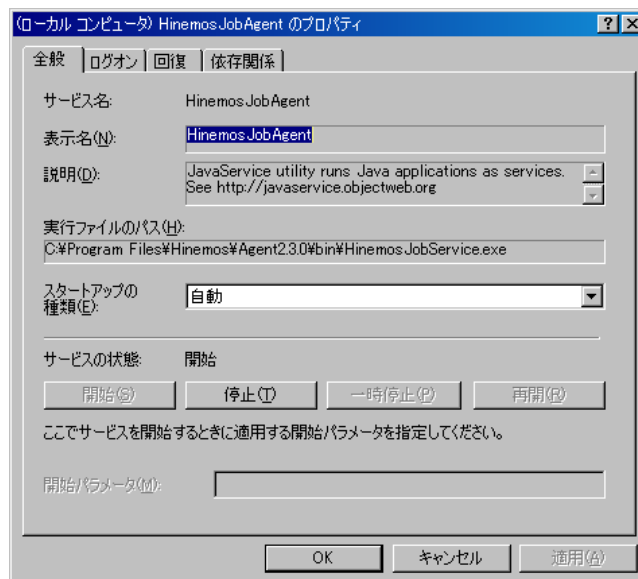 (ローカル コンピュータ) HinemosJobAgent のプロパティ
全般 ログオン 回復 依存関係
サービス名: HinemosJobAgent
表示名(N): HinemosJobAgent
説明(D): JavaService utility runs Java applications as services.
See http://javaservice.objectweb.org
実行ファイルのパス(H):
C:¥Program Files¥Hinemos¥Agent2.3.0¥bin¥HinemosJobService.exe
スタートアップの
種類(E): 自動
サービスの状態: 開始
開始(S) 停止(T) 一時停止(P) 再開(R)
ここでサービスを開始するときに適用する開始パラメータを指定してください。
開始パラメータ(M):
OK キャンセル 適用(A)